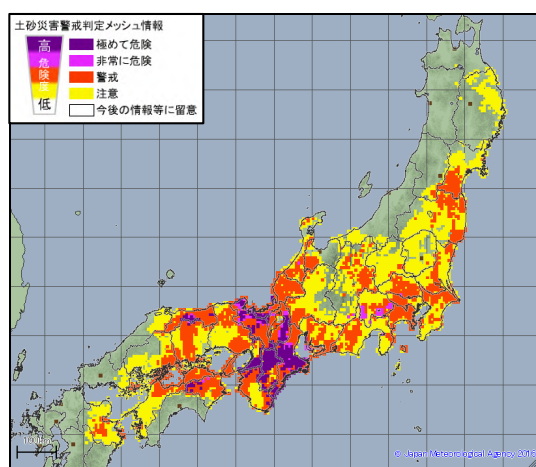 土砂災害警戒判定メッシュ情報
高
危
険
度
低
極めて危険
非常に危険
警戒
注意
今後の情報等に留意
100km
© Japan Meteorological Agency 2016